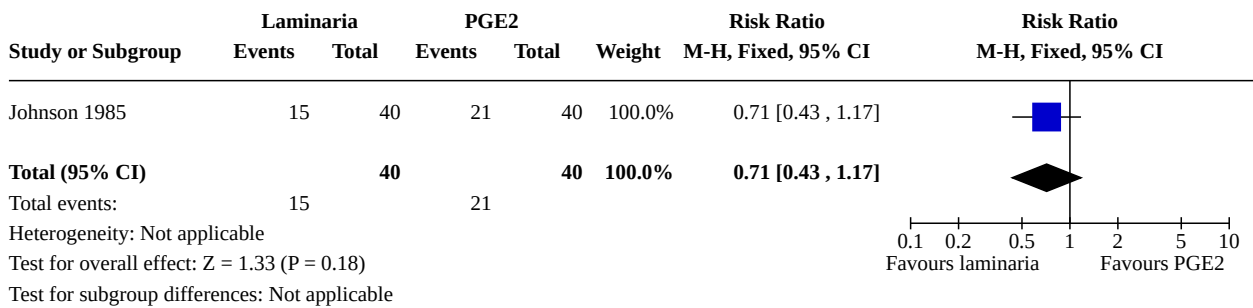 Laminaria PGE2 Risk Ratio Risk Ratio
Study or Subgroup Events Total Events Total Weight M-H, Fixed, 95% CI M-H, Fixed, 95% CI
Johnson 1985 15 40 21 40 100.0% 0.71 [0.43 , 1.17]
Total (95% CI) 40 40 100.0% 0.71 [0.43 , 1.17]
Total events: 15 21
Heterogeneity: Not applicable
0.1 0.2 0.5 1 2 5 10
Test for overall effect: Z = 1.33 (P = 0.18)
Favours laminaria Favours PGE2
Test for subgroup differences: Not applicable